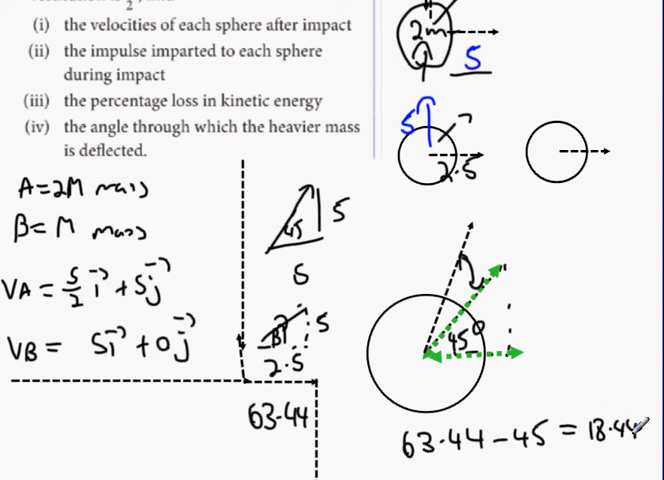 (i) the velocities of each sphere after impact
(ii) the impulse imparted to each sphere
during impact
(iii) the percentage loss in kinetic energy
(iv) the angle through which the heavier mass
is deflected.
A=2M mass
B= M mass
VA = 5/2 i + 5j
VB = 5i + 0j
45
5
5
5
2.5
63.44
2m
5
5
2.5
45°
63.44 - 45 = 18.44